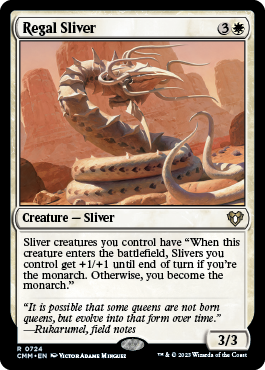 Regal Sliver 3
Creature — Sliver
Sliver creatures you control have “When this
creature enters the battlefield, Slivers you
control get +1/+1 until end of turn if you’re
the monarch. Otherwise, you become the
monarch.”
“It is possible that some queens are not born
queens, but evolve into that form over time.”
—Rukarumel, field notes
3/3
R 0724
CMM • EN Victor Adame Minguez
™ & © 2023 Wizards of the Coast